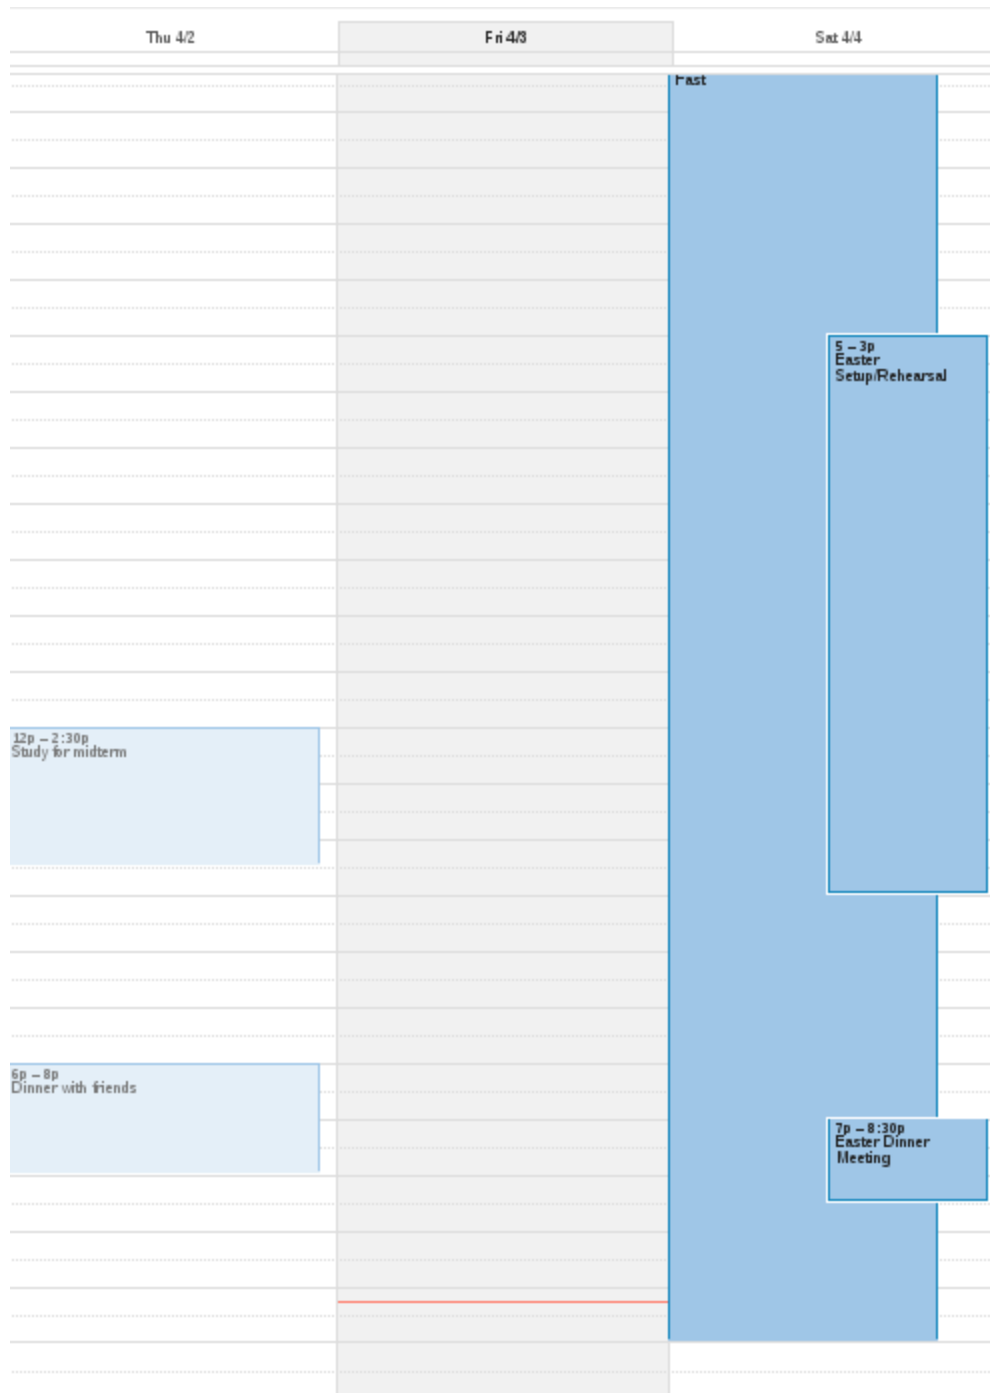 Thu 4/2
Fri 4/3
Sat 4/4
Fast
5 – 3p
Easter
Setup/Rehearsal
12p – 2:30p
Study for midterm
6p – 8p
Dinner with friends
7p – 8:30p
Easter Dinner
Meeting